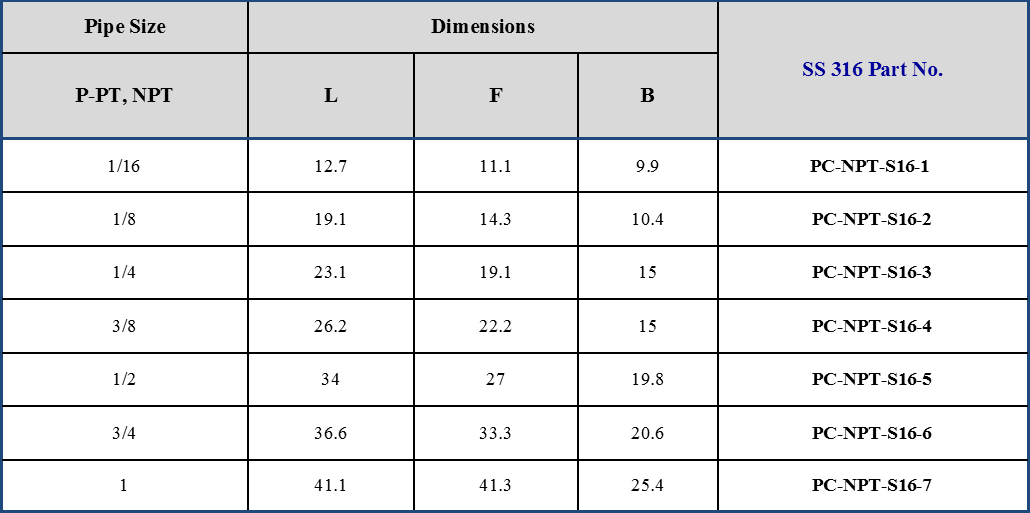 Pipe Size Dimensions SS 316 Part No.
P-PT, NPT L F B
1/16 12.7 11.1 9.9 PC-NPT-S16-1
1/8 19.1 14.3 10.4 PC-NPT-S16-2
1/4 23.1 19.1 15 PC-NPT-S16-3
3/8 26.2 22.2 15 PC-NPT-S16-4
1/2 34 27 19.8 PC-NPT-S16-5
3/4 36.6 33.3 20.6 PC-NPT-S16-6
1 41.1 41.3 25.4 PC-NPT-S16-7